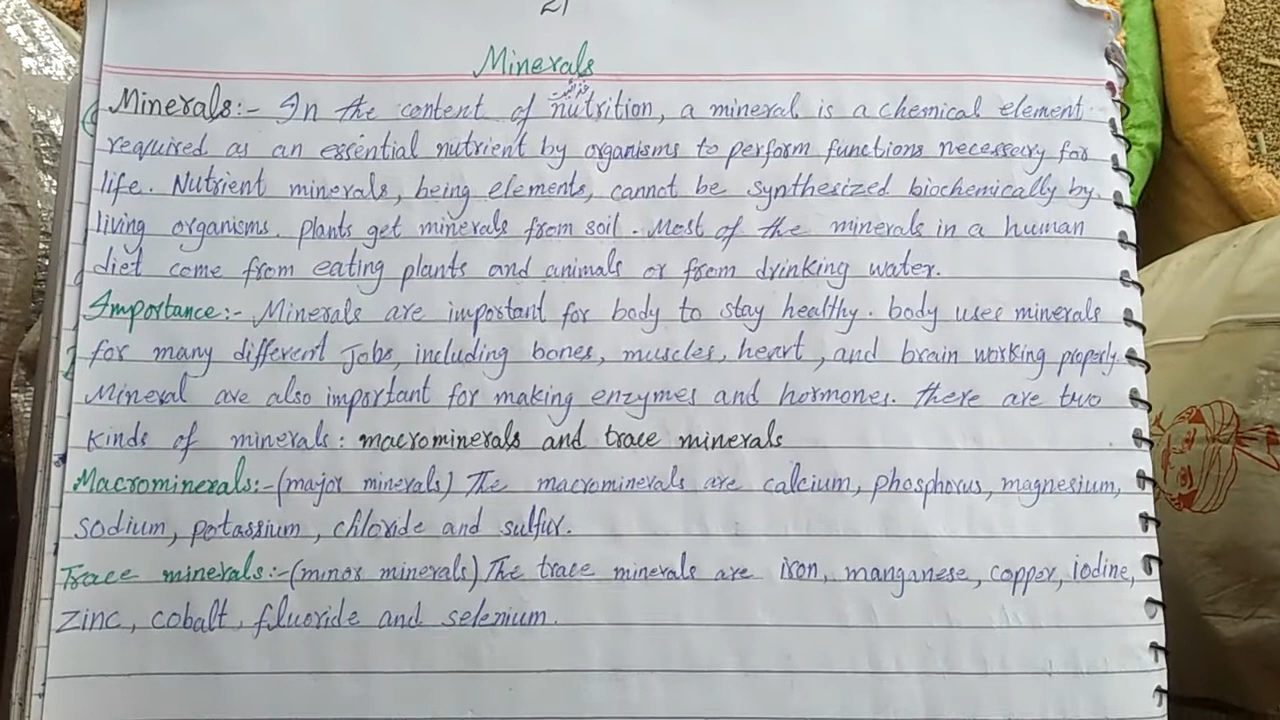 21
Minerals
غذائیت
Minerals:- In the content of nutrition, a mineral is a chemical element
required as an essential nutrient by organisms to perform functions necessary for
life. Nutrient minerals, being elements, cannot be synthesized biochemically by
living organisms. Plants get minerals from soil. Most of the minerals in a human
diet come from eating plants and animals or from drinking water.
Importance:- Minerals are important for body to stay healthy. body uses minerals
for many different Jobs, including bones, muscles, heart, and brain working properly.
Mineral are also important for making enzymes and hormones. there are two
kinds of minerals: macrominerals and trace minerals
Macrominerals:-(major minerals) The macrominerals are calcium, phosphorus, magnesium,
sodium, potassium, chloride and sulfur.
Trace minerals:-(minor minerals) The trace minerals are iron, manganese, copper, iodine,
zinc, cobalt, fluoride and selenium.